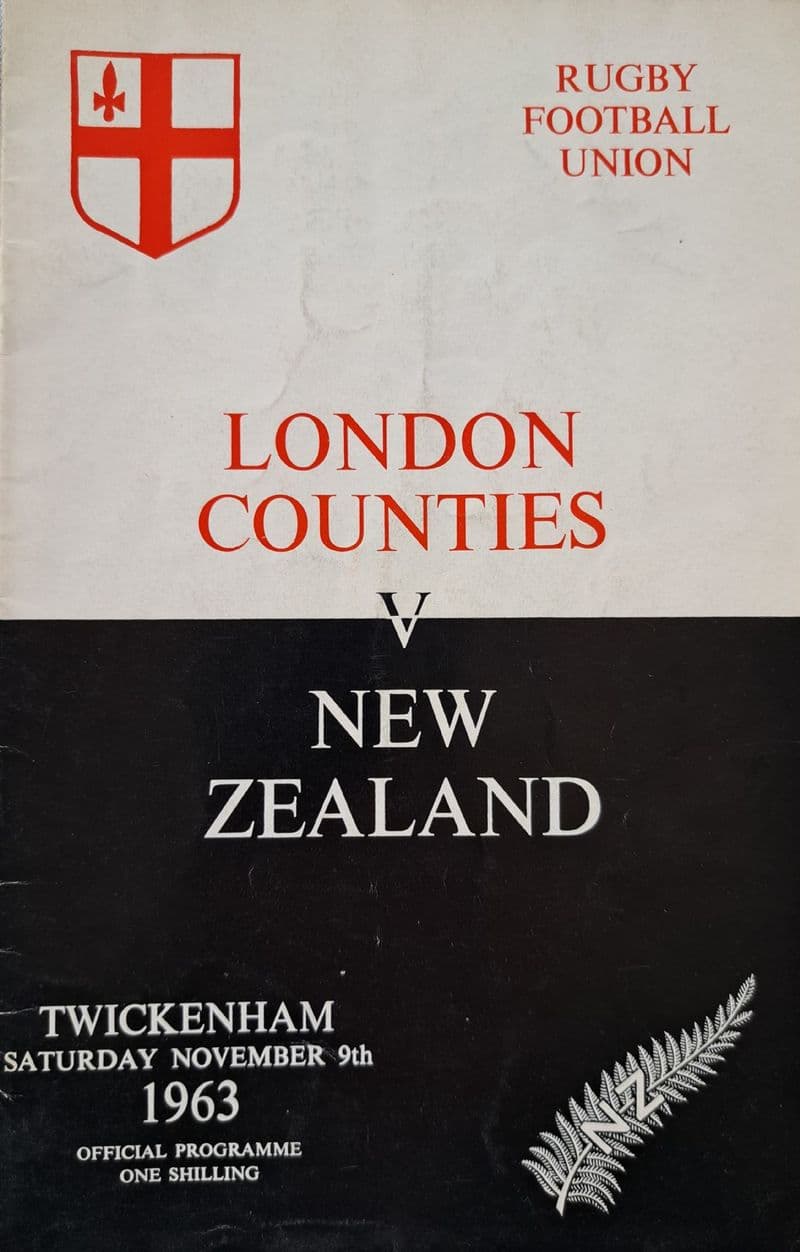 RUGBY
FOOTBALL
UNION
LONDON
COUNTIES
V
NEW
ZEALAND
TWICKENHAM
SATURDAY NOVEMBER 9th
1963
OFFICIAL PROGRAMME
ONE SHILLING
NZ